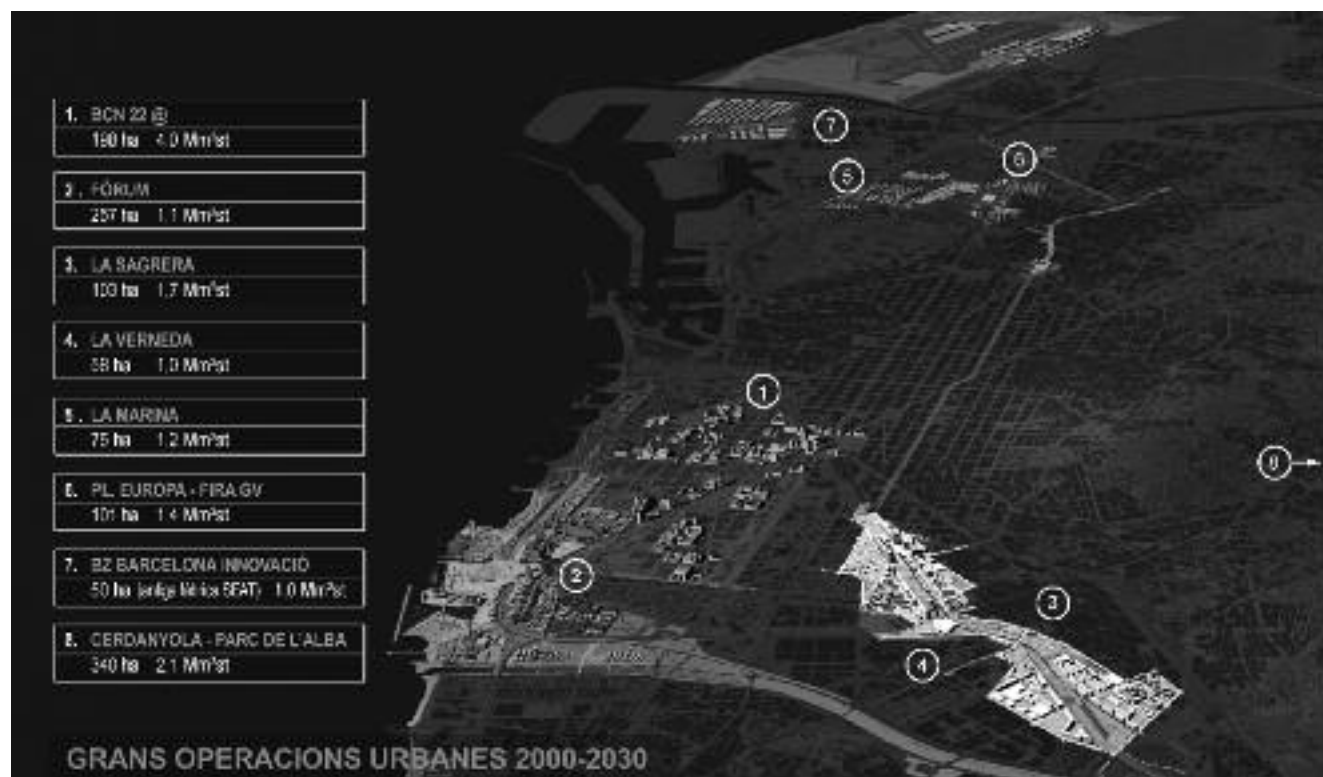 1. BCN 22 @
198 ha 4.0 Mm²st
2. FÒRUM
267 ha 1.1 Mm²st
3. LA SAGRERA
103 ha 1.7 Mm²st
4. LA VERNEDA
58 ha 1,0 Mm²st
5. LA MARINA
75 ha 1.2 Mm²st
6. PL. EUROPA - FIRA GV
101 ha 1.4 Mm²st
7. BZ BARCELONA INNOVACIÓ
50 ha (antiga fàbrica SEAT) 1.0 Mm²st
8. CERDANYOLA - PARC DE L'ALBA
340 ha 2.1 Mm²st
7
5
6
1
8
2
3
4
GRANS OPERACIONS URBANES 2000-2030